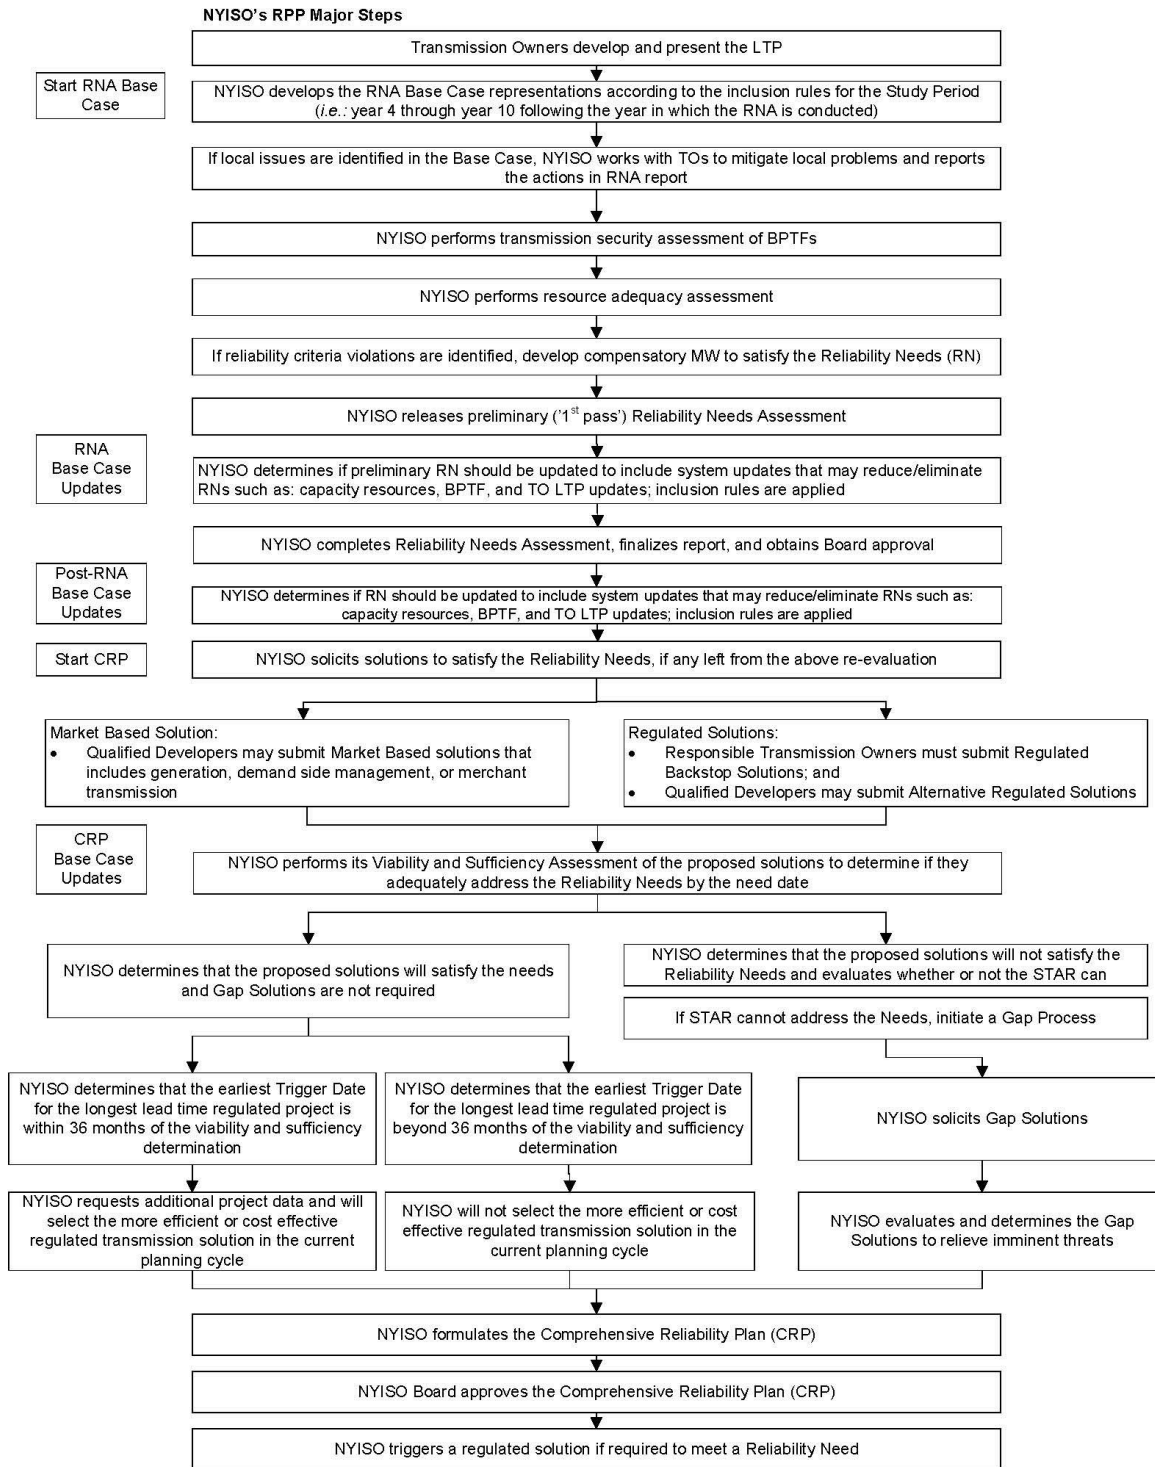 NYISO's RPP Major Steps
Transmission Owners develop and present the LTP
Start RNA Base
Case
NYISO develops the RNA Base Case representations according to the inclusion rules for the Study Period
(i.e.: year 4 through year 10 following the year in which the RNA is conducted)
If local issues are identified in the Base Case, NYISO works with TOs to mitigate local problems and reports
the actions in RNA report
NYISO performs transmission security assessment of BPTFs
NYISO performs resource adequacy assessment
If reliability criteria violations are identified, develop compensatory MW to satisfy the Reliability Needs (RN)
NYISO releases preliminary ('1st pass') Reliability Needs Assessment
RNA
Base Case
Updates
NYISO determines if preliminary RN should be updated to include system updates that may reduce/eliminate
RNs such as: capacity resources, BPTF, and TO LTP updates; inclusion rules are applied
NYISO completes Reliability Needs Assessment, finalizes report, and obtains Board approval
Post-RNA
Base Case
Updates
NYISO determines if RN should be updated to include system updates that may reduce/eliminate RNs such as:
capacity resources, BPTF, and TO LTP updates; inclusion rules are applied
Start CRP
NYISO solicits solutions to satisfy the Reliability Needs, if any left from the above re-evaluation
Market Based Solution:
• Qualified Developers may submit Market Based solutions that
includes generation, demand side management, or merchant
transmission
Regulated Solutions:
• Responsible Transmission Owners must submit Regulated
Backstop Solutions; and
• Qualified Developers may submit Alternative Regulated Solutions
CRP
Base Case
Updates
NYISO performs its Viability and Sufficiency Assessment of the proposed solutions to determine if they
adequately address the Reliability Needs by the need date
NYISO determines that the proposed solutions will satisfy the needs
and Gap Solutions are not required
NYISO determines that the proposed solutions will not satisfy the
Reliability Needs and evaluates whether or not the STAR can
If STAR cannot address the Needs, initiate a Gap Process
NYISO determines that the earliest Trigger Date
for the longest lead time regulated project is
within 36 months of the viability and sufficiency
determination
NYISO determines that the earliest Trigger Date
for the longest lead time regulated project is
beyond 36 months of the viability and sufficiency
determination
NYISO solicits Gap Solutions
NYISO requests additional project data and will
select the more efficient or cost effective
regulated transmission solution in the current
planning cycle
NYISO will not select the more efficient or cost
effective regulated transmission solution in the
current planning cycle
NYISO evaluates and determines the Gap
Solutions to relieve imminent threats
NYISO formulates the Comprehensive Reliability Plan (CRP)
NYISO Board approves the Comprehensive Reliability Plan (CRP)
NYISO triggers a regulated solution if required to meet a Reliability Need